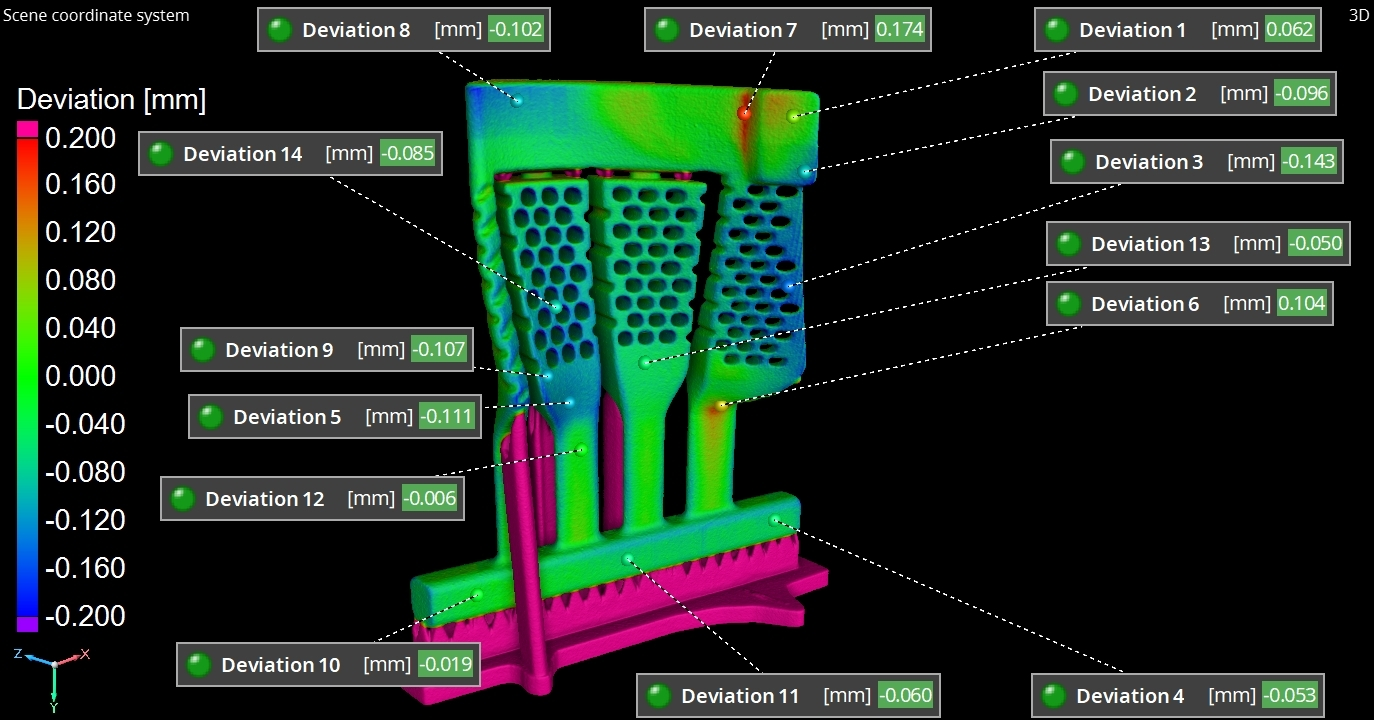 Scene coordinate system
3D
Deviation 8 [mm] -0.102
Deviation 7 [mm] 0.174
Deviation 1 [mm] 0.062
Deviation 2 [mm] -0.096
Deviation [mm]
0.200
0.160
0.120
0.080
0.040
0.000
-0.040
-0.080
-0.120
-0.160
-0.200
Deviation 14 [mm] -0.085
Deviation 3 [mm] -0.143
Deviation 13 [mm] -0.050
Deviation 6 [mm] 0.104
Deviation 9 [mm] -0.107
Deviation 5 [mm] -0.111
Deviation 12 [mm] -0.006
Deviation 10 [mm] -0.019
Deviation 11 [mm] -0.060
Deviation 4 [mm] -0.053
Z
X
Y